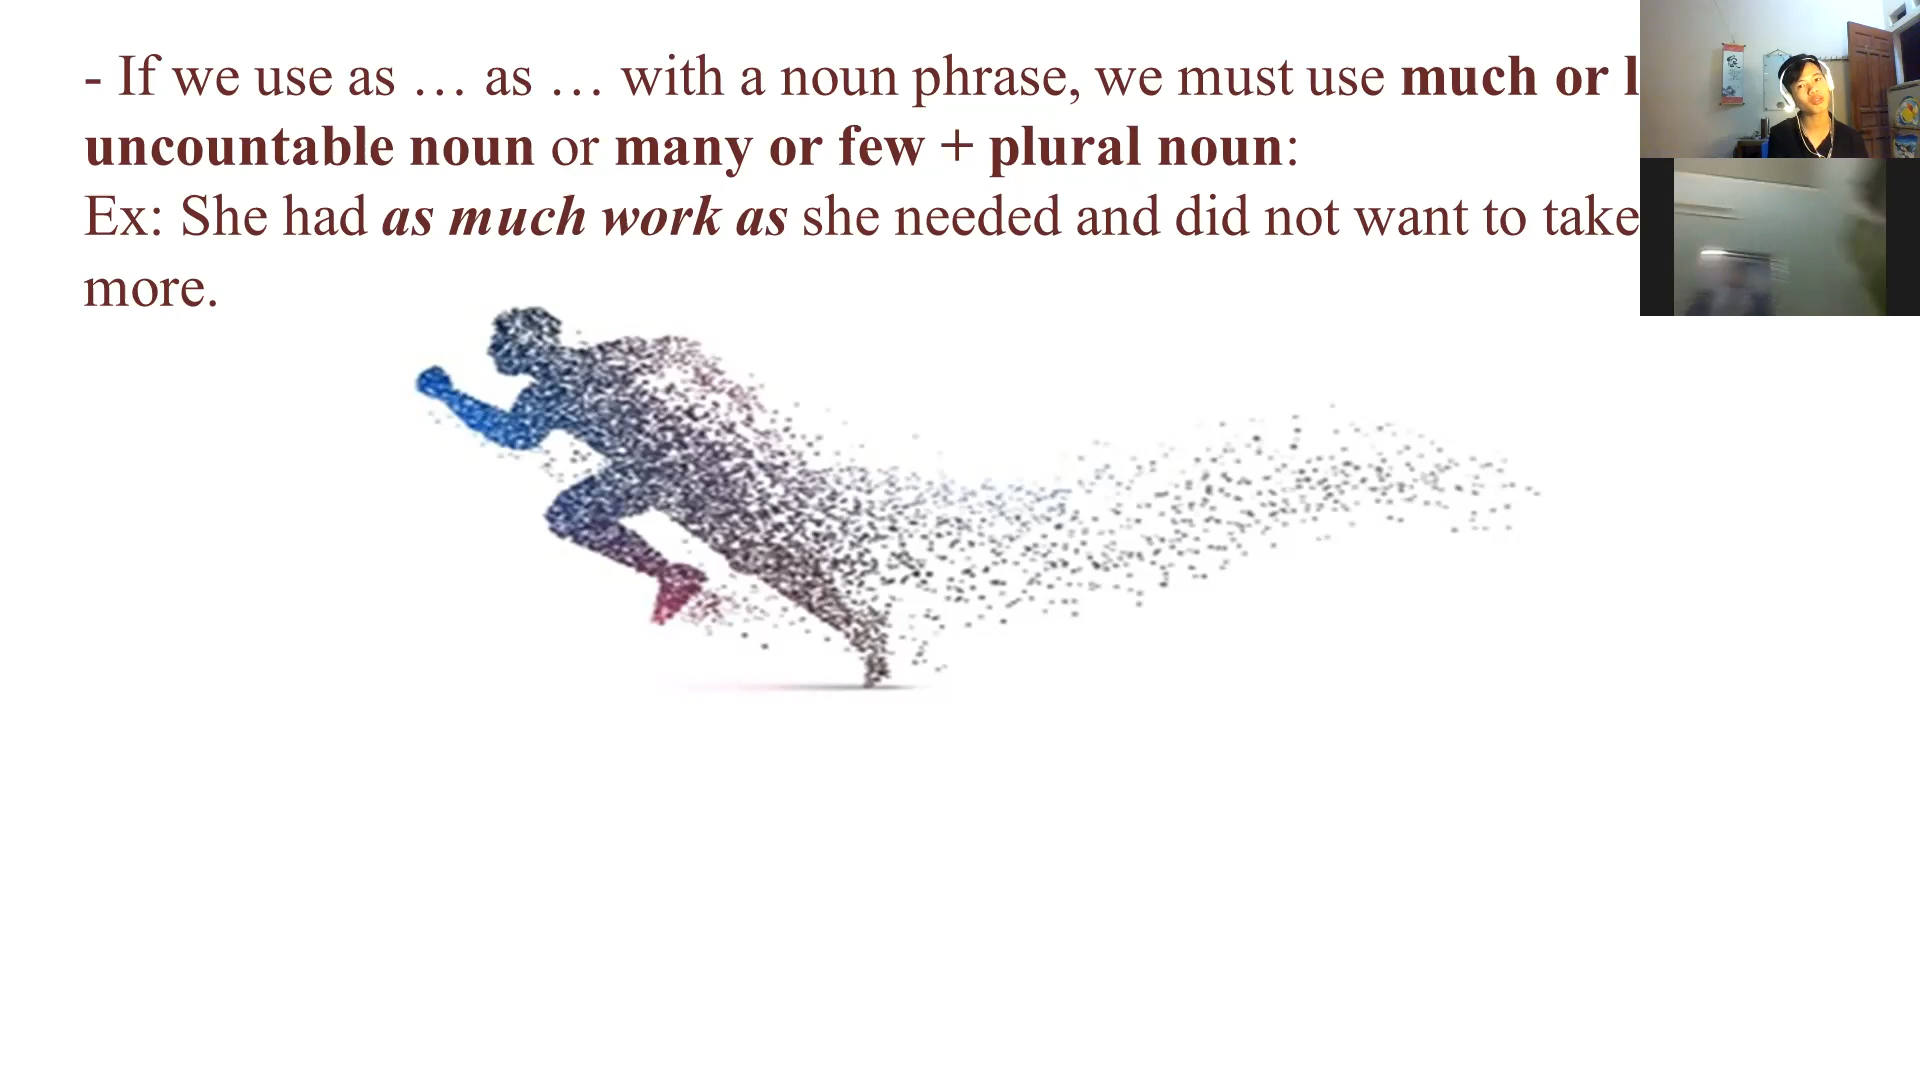 - If we use as … as … with a noun phrase, we must use much or
uncountable noun or many or few + plural noun:
Ex: She had as much work as she needed and did not want to take
more.